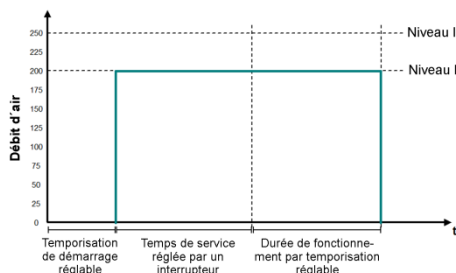 Débit d´air
250
225
200
175
150
125
100
75
50
25
0
Niveau I
Niveau
t
Temporisation
de démarrage
réglable
Temps de service
réglée par un
interrupteur
Durée de fonctionne-
ment par temporisation
réglable